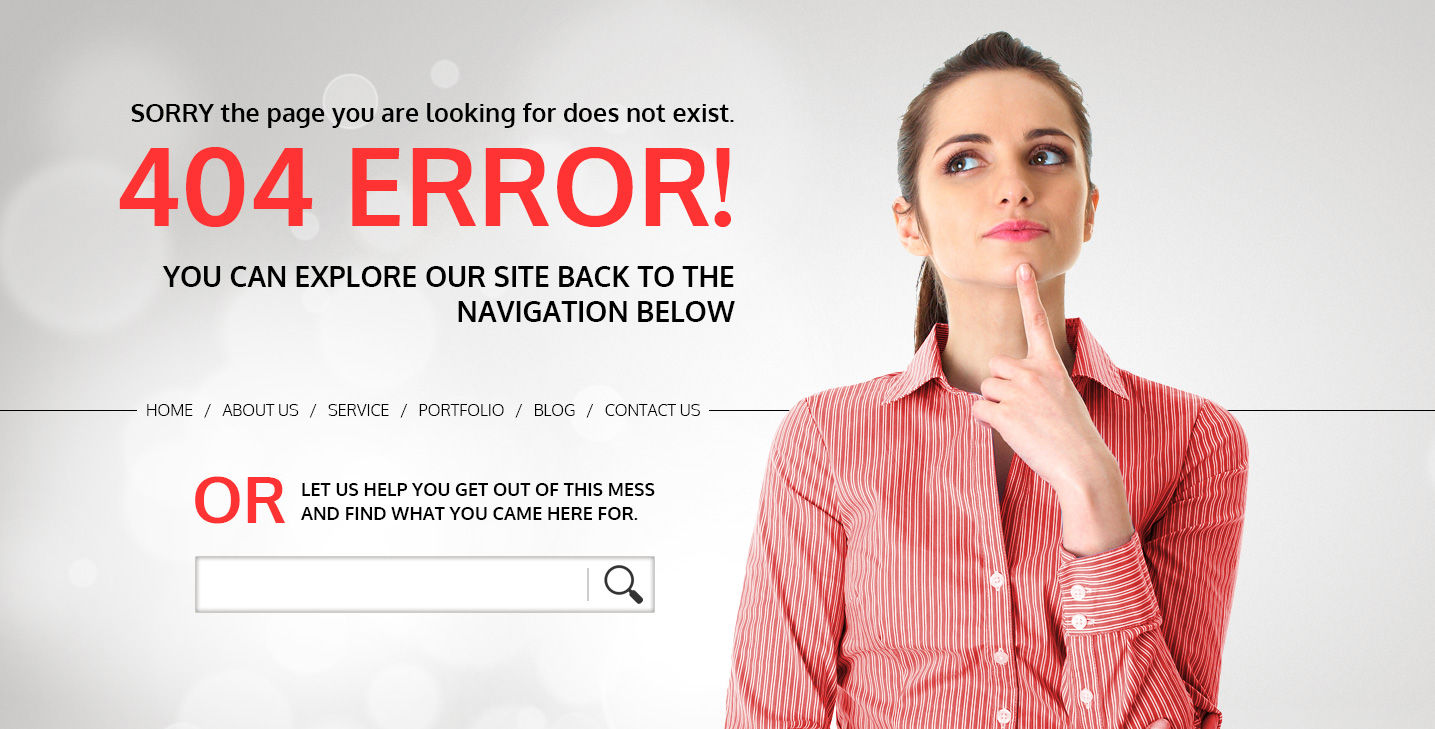 SORRY the page you are looking for does not exist.
404 ERROR!
YOU CAN EXPLORE OUR SITE BACK TO THE
NAVIGATION BELOW
HOME / ABOUT US / SERVICE / PORTFOLIO / BLOG / CONTACT US
OR
LET US HELP YOU GET OUT OF THIS MESS
AND FIND WHAT YOU CAME HERE FOR.